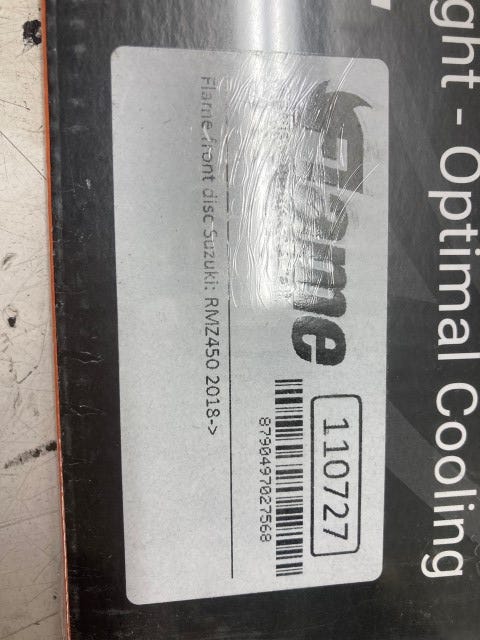 ght - Optimal Cooling
Flame
110727
8790497027568
Flame front disc Suzuki: RMZ450 2018->